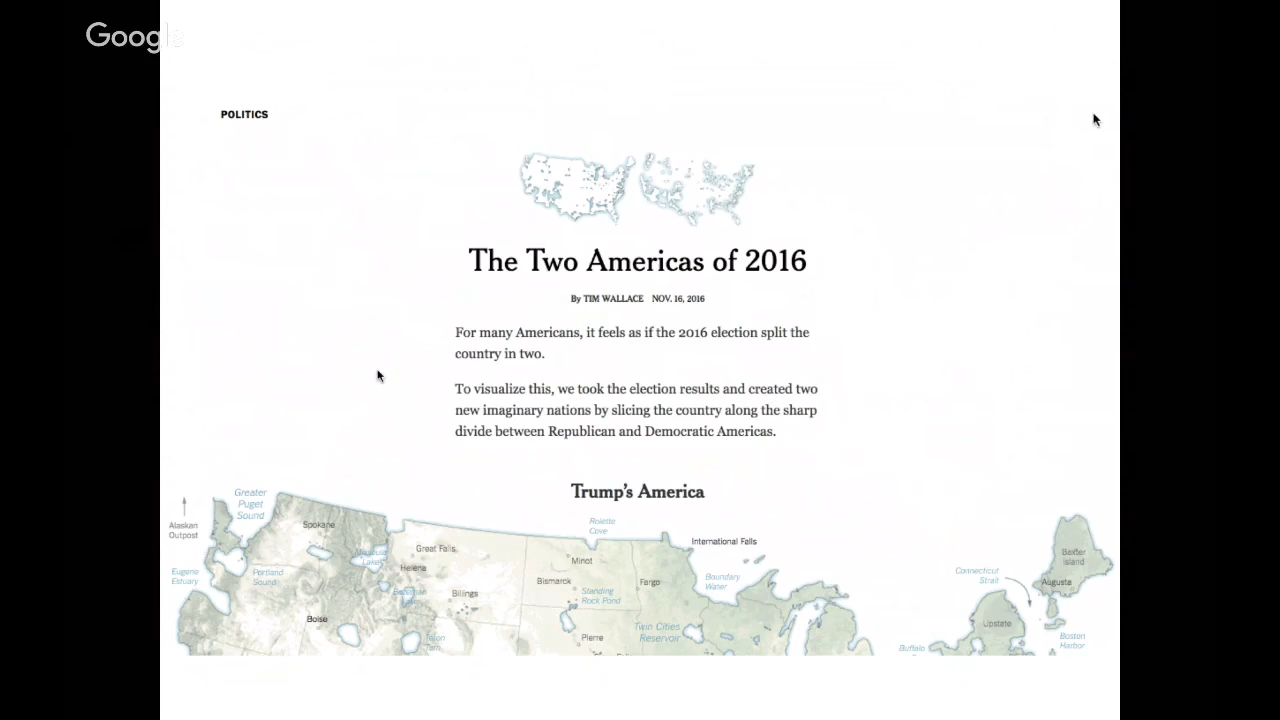 Google
POLITICS
The Two Americas of 2016
By TIM WALLACE NOV. 16, 2016
For many Americans, it feels as if the 2016 election split the
country in two.
To visualize this, we took the election results and created two
new imaginary nations by slicing the country along the sharp
divide between Republican and Democratic Americas.
Trump's America
Greater
Puget
Sound
Alaskan
Outpost
Spokane
Rolette
Cove
International Falls
Great Falls
Minot
Baxter
Island
Missoula
Lakes
Helena
Eugene
Estuary
Portland
Sound
Bismarck
Fargo
Boundary
Water
Connecticut
Strait
Augusta
Billings
Standing
Rock Pond
Boise
Twin Cities
Reservoir
Upstate
Teton
Tarn
Pierre
Boston
Harbor
Buffalo